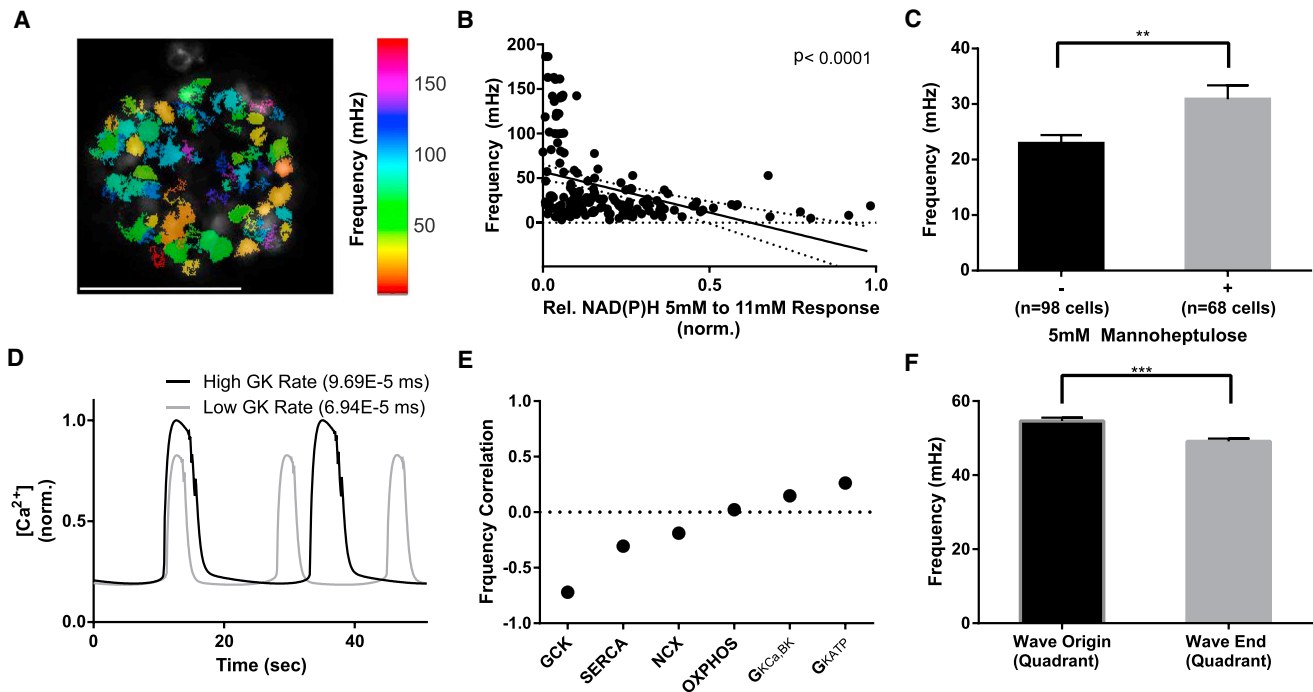 A
Frequency (mHz)
150
100
50
B
Frequency (mHz)
200
150
100
50
0
p< 0.0001
0.0
0.5
1.0
Rel. NAD(P)H 5mM to 11mM Response
(norm.)
C
Frequency (mHz)
40
30
20
10
0
**
-
+
(n=98 cells)
(n=68 cells)
5mM Mannoheptulose
D
High GK Rate (9.69E-5 ms)
Low GK Rate (6.94E-5 ms)
[Ca2+]
(norm.)
1.0
0.5
0.0
0
20
40
Time (sec)
E
Frquency Correlation
1.0
0.5
0.0
-0.5
-1.0
GCK
SERCA
NCX
OXPHOS
GKCa,BK
GKATP
F
Frequency (mHz)
60
40
20
0
***
Wave Origin
(Quadrant)
Wave End
(Quadrant)